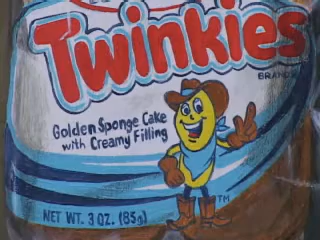 Twinkies
BRAND
Golden Sponge Cake
with Creamy Filling
TM
NET WT. 3 OZ. (85g)